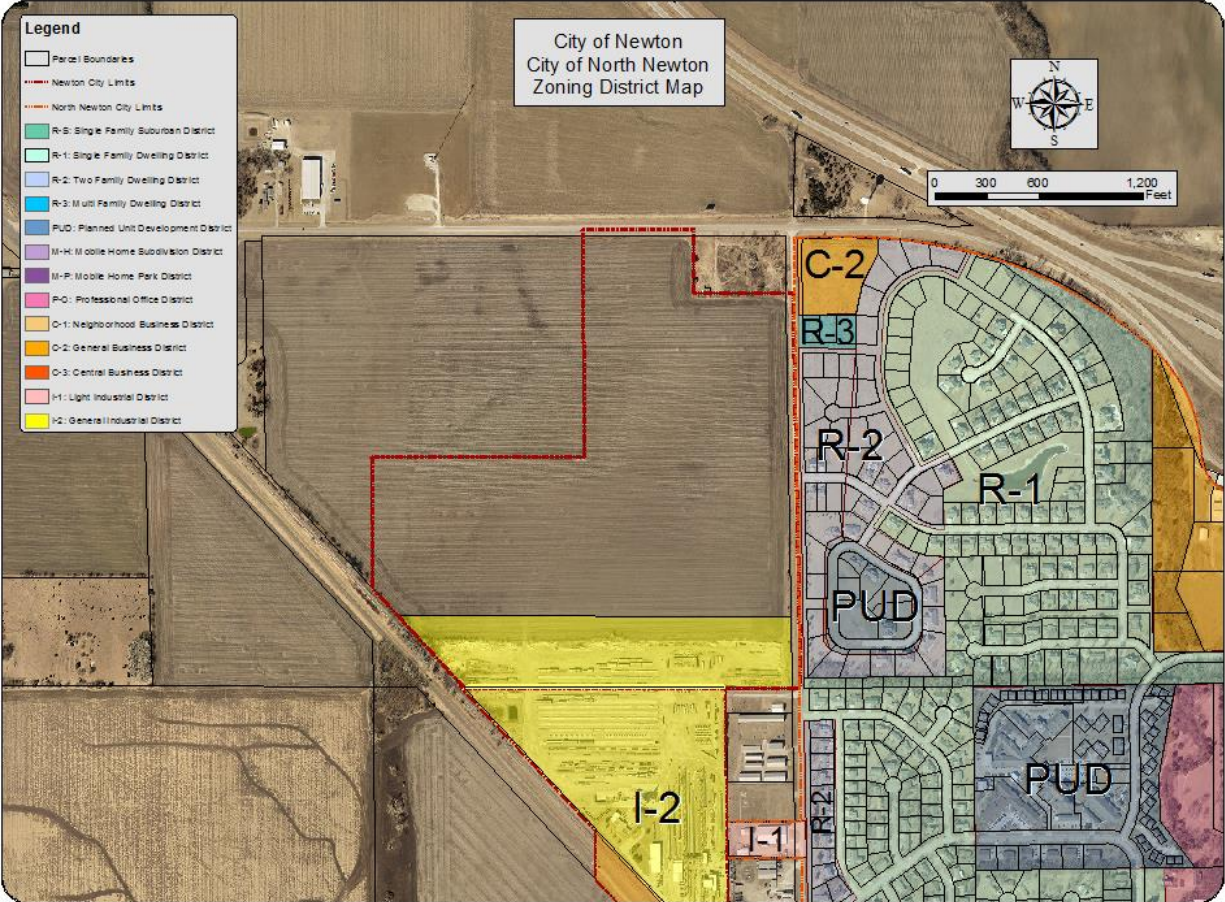 Legend
Parcel Boundaries
Newton City Limits
North Newton City Limits
R-S: Single Family Suburban District
R-1: Single Family Dwelling District
R-2: Two Family Dwelling District
R-3: Multi Family Dwelling District
PUD: Planned Unit Development District
M-H: Mobile Home Subdivision District
M-P: Mobile Home Park District
P-O: Professional Office District
C-1: Neighborhood Business District
C-2: General Business District
C-3: Central Business District
I-1: Light Industrial District
I-2: General Industrial District
City of Newton
City of North Newton
Zoning District Map
N
W E
S
0 300 600 1,200
Feet
C-2
R-3
R-2
R-1
PUD
PUD
I-2
R-2
I-1